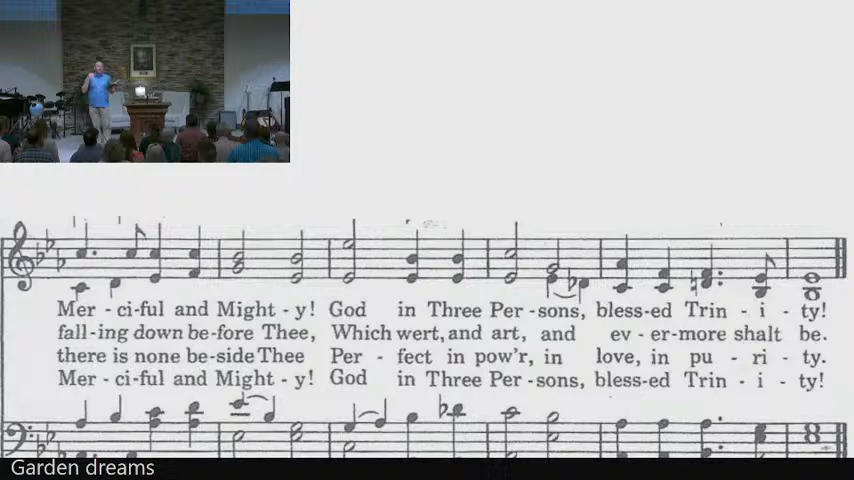 Mer - ci-ful and Might - y! God in Three Per - sons, bless-ed Trin - i - ty!
fall-ing down be-fore Thee, Which wert, and art, and ev - er-more shalt be.
there is none be-side Thee Per - fect in pow'r, in love, in pu - ri - ty.
Mer - ci-ful and Might - y! God in Three Per - sons, bless-ed Trin - i - ty!
Garden dreams